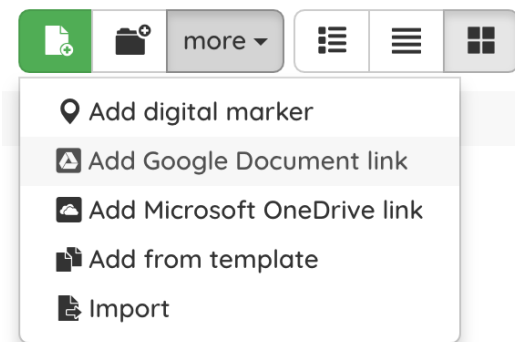 more
Add digital marker
Add Google Document link
Add Microsoft OneDrive link
Add from template
Import